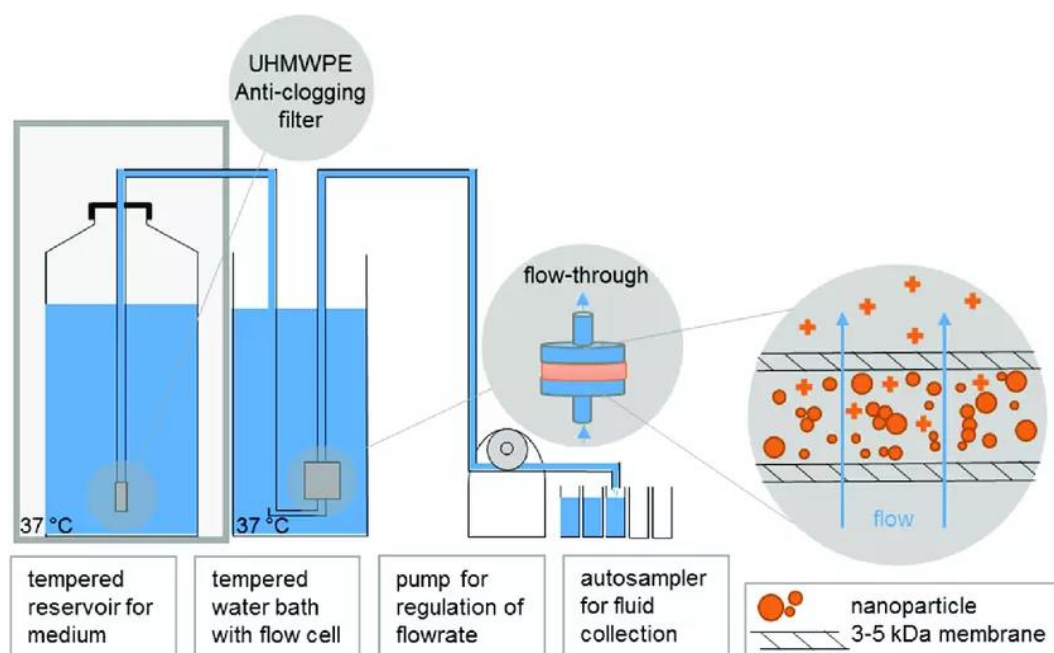 UHMWPE
Anti-clogging
filter
flow-through
flow
37 °C
37 °C
tempered
reservoir for
medium
tempered
water bath
with flow cell
pump for
regulation of
flowrate
autosampler
for fluid
collection
nanoparticle
3-5 kDa membrane